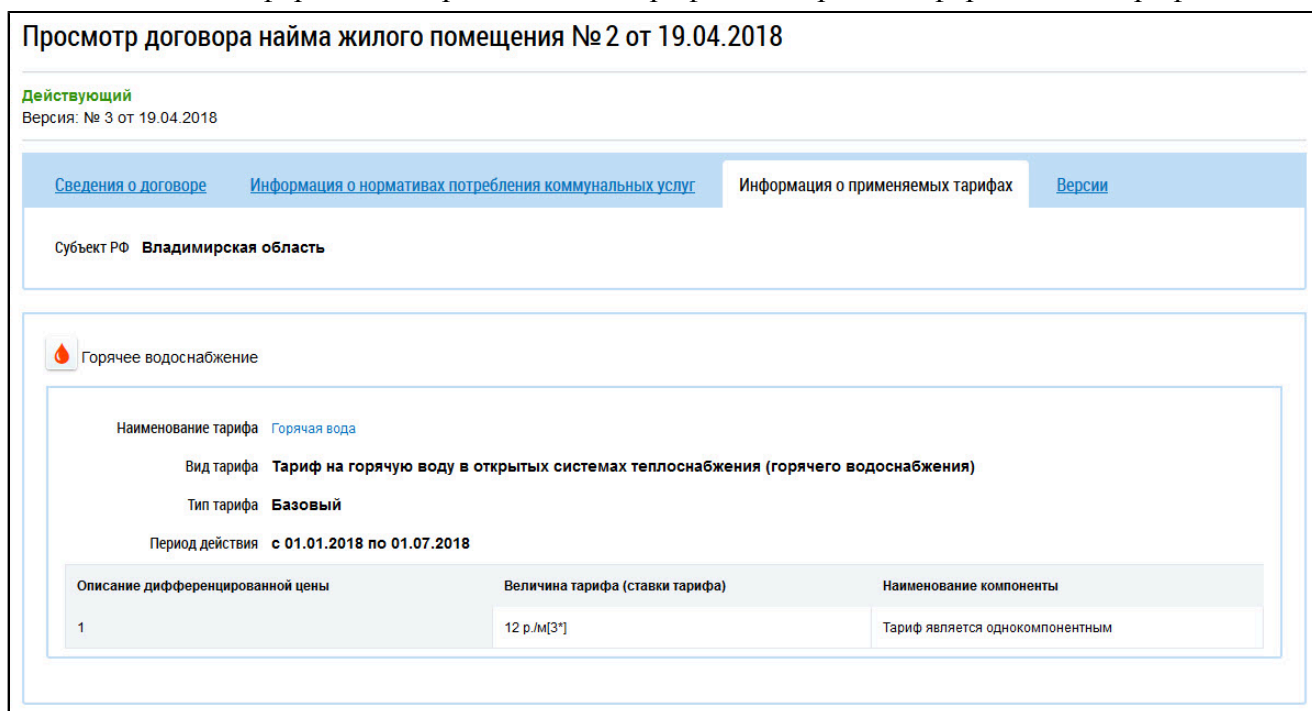 Просмотр договора найма жилого помещения № 2 от 19.04.2018
Действующий
Версия: № 3 от 19.04.2018
Сведения о договоре Информация о нормативах потребления коммунальных услуг Информация о применяемых тарифах Версии
Субъект РФ Владимирская область
Горячее водоснабжение
Наименование тарифа Горячая вода
Вид тарифа Тариф на горячую воду в открытых системах теплоснабжения (горячего водоснабжения)
Тип тарифа Базовый
Период действия с 01.01.2018 по 01.07.2018
Описание дифференцированной цены Величина тарифа (ставки тарифа) Наименование компоненты
1 12 р./м[3*] Тариф является однокомпонентным